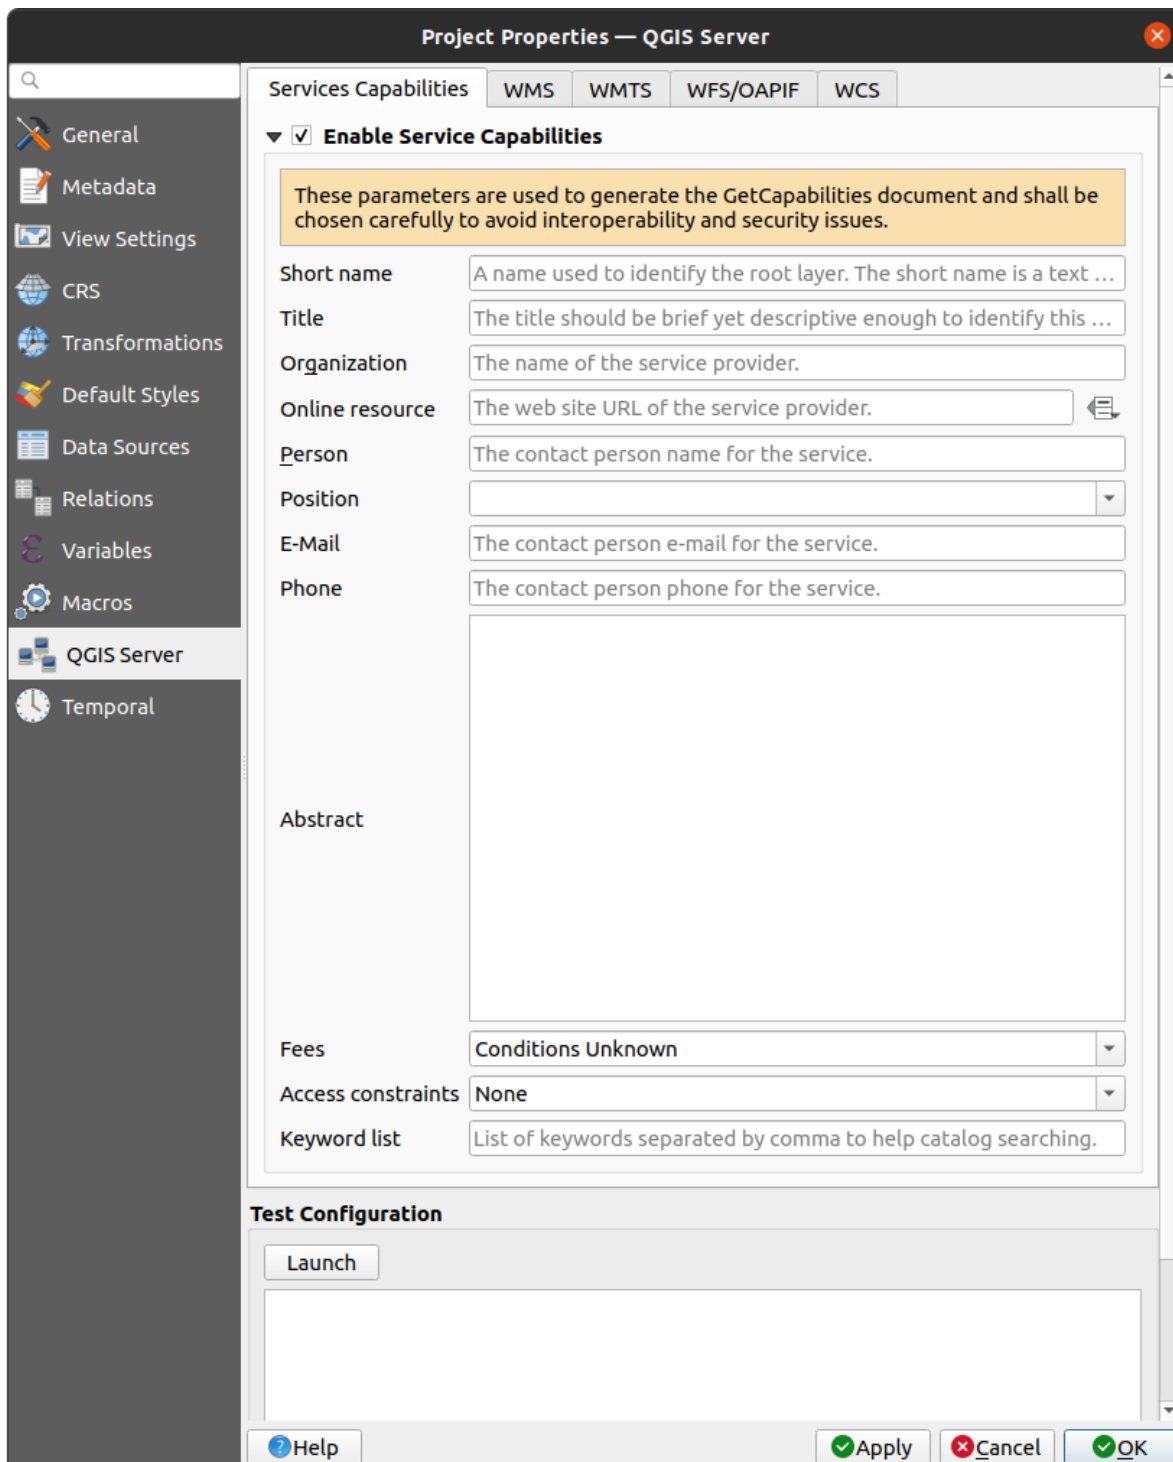 Project Properties — QGIS Server
General
Metadata
View Settings
CRS
Transformations
Default Styles
Data Sources
Relations
Variables
Macros
QGIS Server
Temporal
Services Capabilities
WMS
WMTS
WFS/OAPIF
WCS
Enable Service Capabilities
These parameters are used to generate the GetCapabilities document and shall be
chosen carefully to avoid interoperability and security issues.
Short name
A name used to identify the root layer. The short name is a text ...
Title
The title should be brief yet descriptive enough to identify this ...
Organization
The name of the service provider.
Online resource
The web site URL of the service provider.
Person
The contact person name for the service.
Position
E-Mail
The contact person e-mail for the service.
Phone
The contact person phone for the service.
Abstract
Fees
Conditions Unknown
Access constraints
None
Keyword list
List of keywords separated by comma to help catalog searching.
Test Configuration
Launch
Help
Apply
Cancel
OK